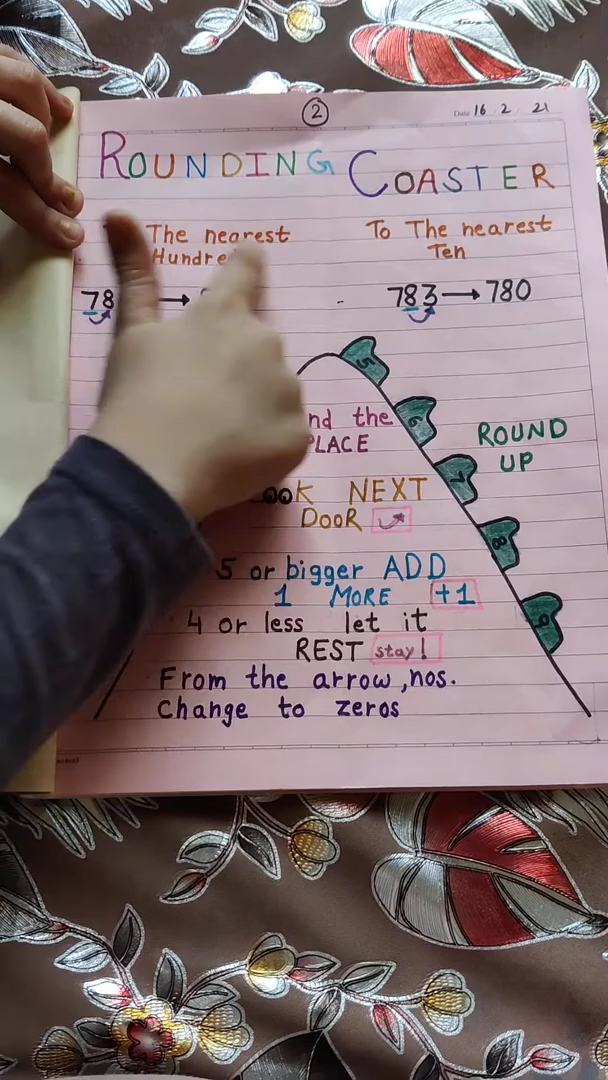 2
Date 16 2 21
ROUNDING COASTER
The nearest
To The nearest
Ten
78 →
783 → 780
5
6
7
8
9
ROUND
UP
the
LOOK NEXT
DOOR
5 or bigger ADD
1 MORE +1
4 or less let it
REST stay!
From the arrow, nos.
Change to zeros